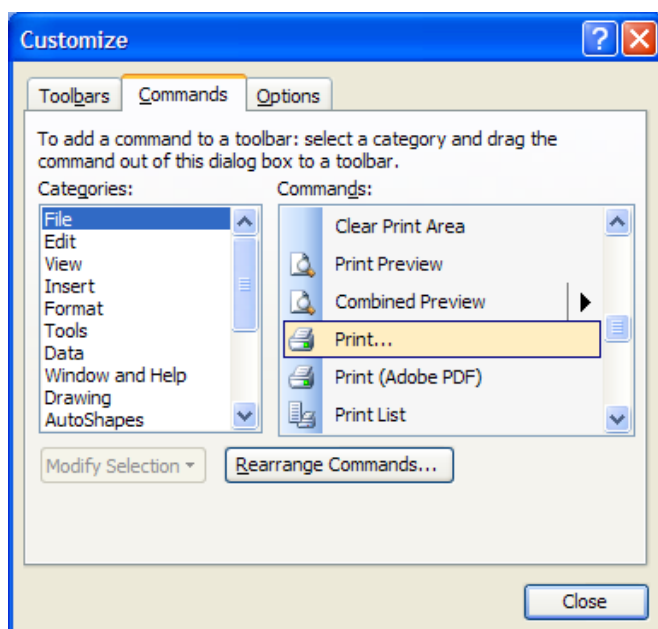 Customize
Toolbars Commands Options
To add a command to a toolbar: select a category and drag the
command out of this dialog box to a toolbar.
Categories:
File
Edit
View
Insert
Format
Tools
Data
Window and Help
Drawing
AutoShapes
Commands:
Clear Print Area
Print Preview
Combined Preview
Print...
Print (Adobe PDF)
Print List
Modify Selection
Rearrange Commands...
Close